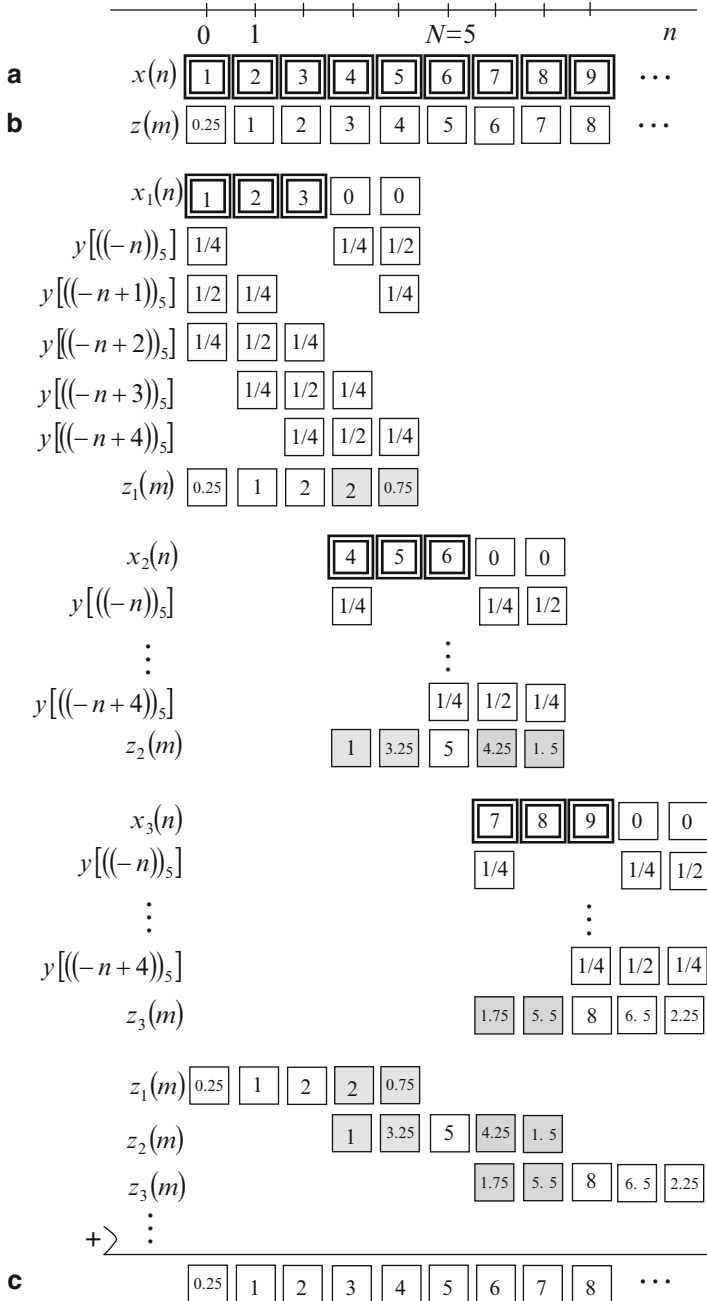 0 1 N=5 n
a x(n) 1 2 3 4 5 6 7 8 9 ...
b z(m) 0.25 1 2 3 4 5 6 7 8 ...
x₁(n) 1 2 3 0 0
y[((−n))₅] 1/4 1/4 1/2
y[((−n+1))₅] 1/2 1/4 1/4
y[((−n+2))₅] 1/4 1/2 1/4
y[((−n+3))₅] 1/4 1/2 1/4
y[((−n+4))₅] 1/4 1/2 1/4
z₁(m) 0.25 1 2 2 0.75
x₂(n) 4 5 6 0 0
y[((−n))₅] 1/4 1/4 1/2
⋮ ⋮
y[((−n+4))₅] 1/4 1/2 1/4
z₂(m) 1 3.25 5 4.25 1. 5
x₃(n) 7 8 9 0 0
y[((−n))₅] 1/4 1/4 1/2
⋮ ⋮
y[((−n+4))₅] 1/4 1/2 1/4
z₃(m) 1.75 5. 5 8 6. 5 2.25
z₁(m) 0.25 1 2 2 0.75
z₂(m) 1 3.25 5 4.25 1. 5
z₃(m) 1.75 5. 5 8 6. 5 2.25
+ ⋮
c 0.25 1 2 3 4 5 6 7 8 ...